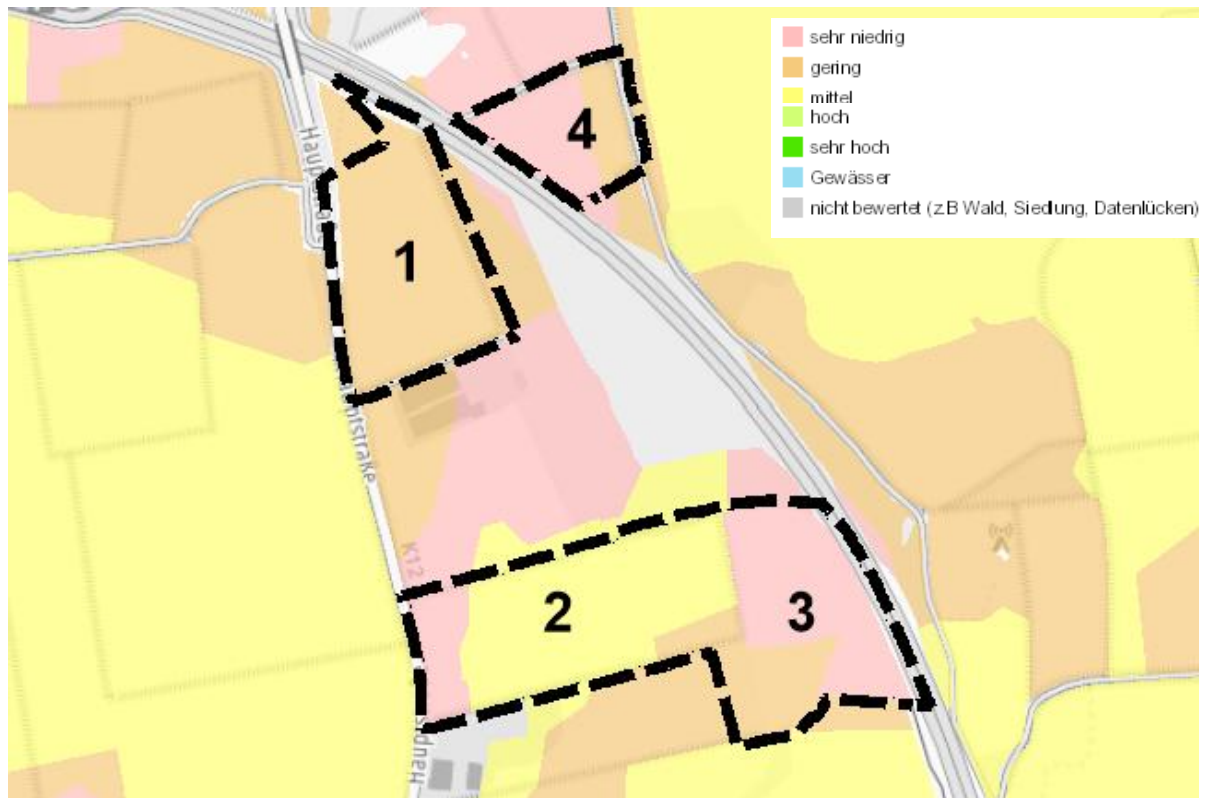 sehr niedrig
gering
mittel
hoch
sehr hoch
Gewässer
nicht bewertet (z.B Wald, Siedlung, Datenlücken)
4
1
K12
2
3